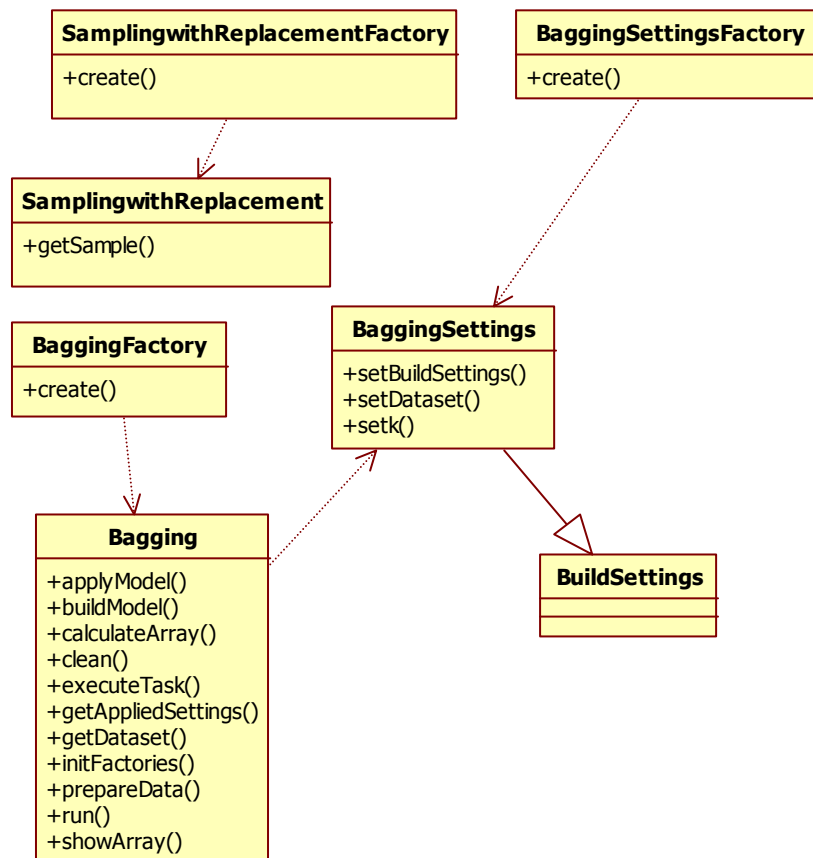 SamplingwithReplacementFactory
+create()
BaggingSettingsFactory
+create()
SamplingwithReplacement
+getSample()
BaggingFactory
+create()
BaggingSettings
+setBuildSettings()
+setDataset()
+setk()
Bagging
+applyModel()
+buildModel()
+calculateArray()
+clean()
+executeTask()
+getAppliedSettings()
+getDataset()
+initFactories()
+prepareData()
+run()
+showArray()
BuildSettings